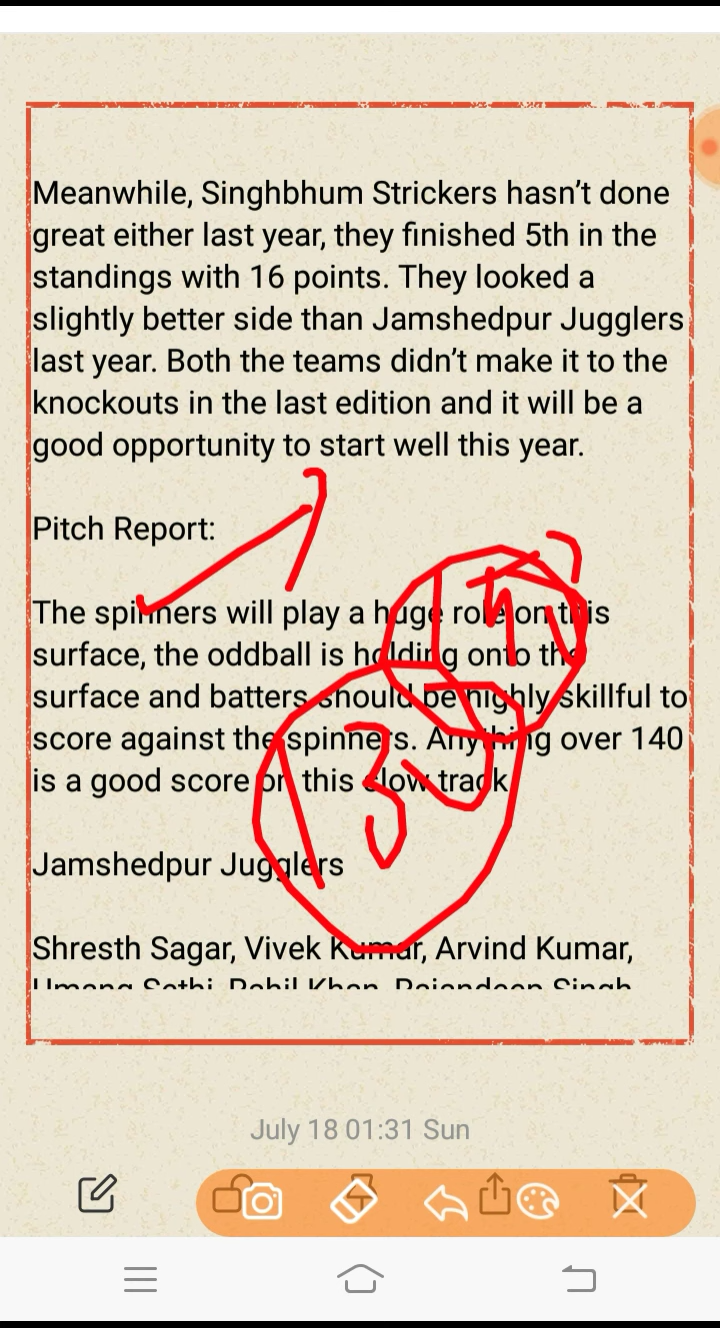 Meanwhile, Singhbhum Strickers hasn't done
great either last year, they finished 5th in the
standings with 16 points. They looked a
slightly better side than Jamshedpur Jugglers
last year. Both the teams didn't make it to the
knockouts in the last edition and it will be a
good opportunity to start well this year.
Pitch Report:
The spinners will play a huge role on this
surface, the oddball is holding onto the
surface and batters should be highly skillful to
score against the spinners. Anything over 140
is a good score on this slow track
Jamshedpur Jugglers
Shresth Sagar, Vivek Kumar, Arvind Kumar,
July 18 01:31 Sun